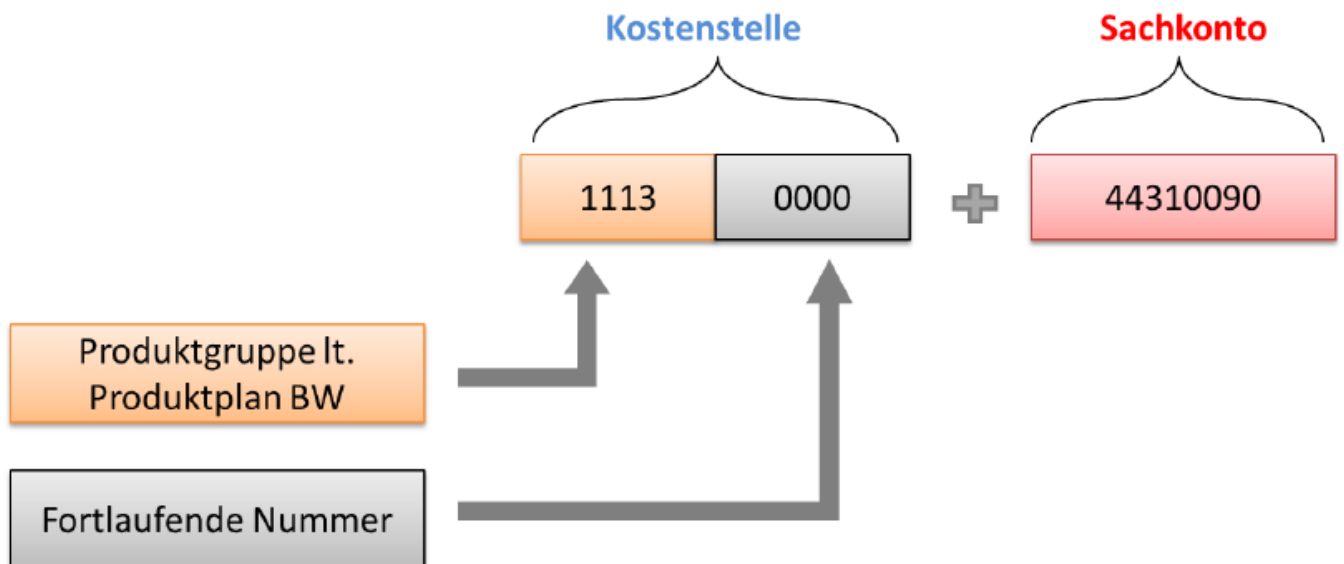 Kostenstelle
Sachkonto
1113
0000
44310090
Produktgruppe lt.
Produktplan BW
Fortlaufende Nummer